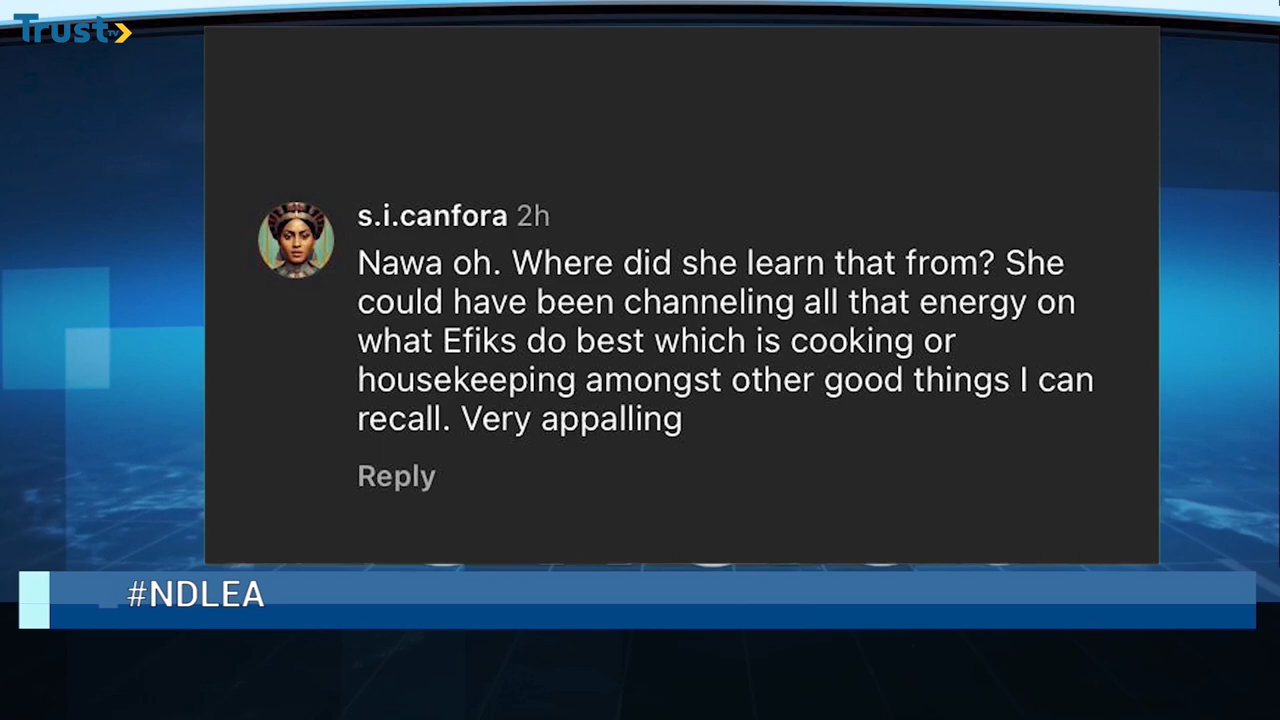 Trust TV
s.i.canfora 2h
Nawa oh. Where did she learn that from? She
could have been channeling all that energy on
what Efiks do best which is cooking or
housekeeping amongst other good things I can
recall. Very appalling
Reply
#NDLEA